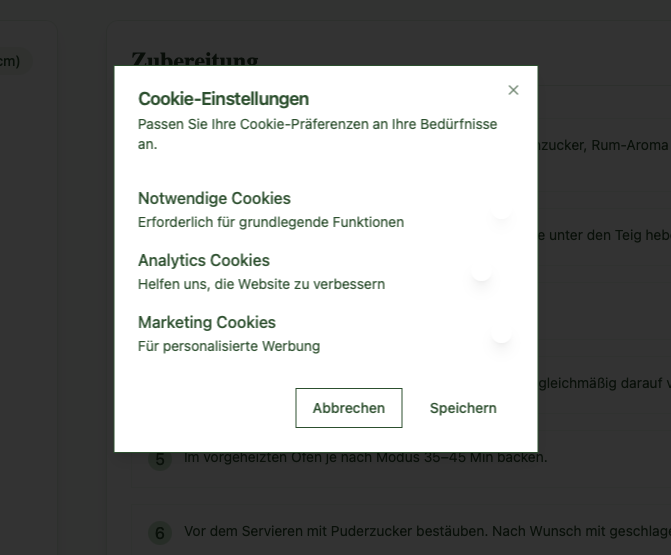 cm)
Zubereitung
Cookie-Einstellungen
Passen Sie Ihre Cookie-Präferenzen an Ihre Bedürfnisse
an.
Notwendige Cookies
Erforderlich für grundlegende Funktionen
Analytics Cookies
Helfen uns, die Website zu verbessern
Marketing Cookies
Für personalisierte Werbung
Abbrechen Speichern
nzucker, Rum-Aroma
e unter den Teig heb
gleichmäßig darauf v
5 Im vorgeheizten Ofen je nach Modus 35–45 Min backen.
6 Vor dem Servieren mit Puderzucker bestäuben. Nach Wunsch mit geschlage